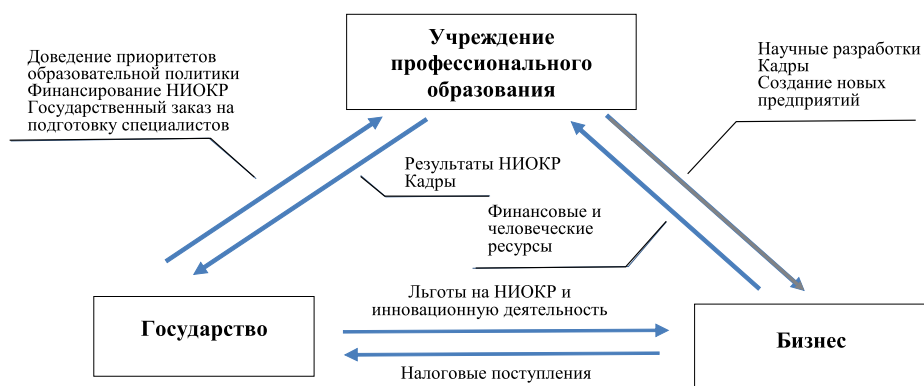 Учреждение
профессионального
образования
Доведение приоритетов
образовательной политики
Финансирование НИОКР
Государственный заказ на
подготовку специалистов
Научные разработки
Кадры
Создание новых
предприятий
Результаты НИОКР
Кадры
Финансовые и
человеческие
ресурсы
Льготы на НИОКР и
инновационную деятельность
Государство
Бизнес
Налоговые поступления